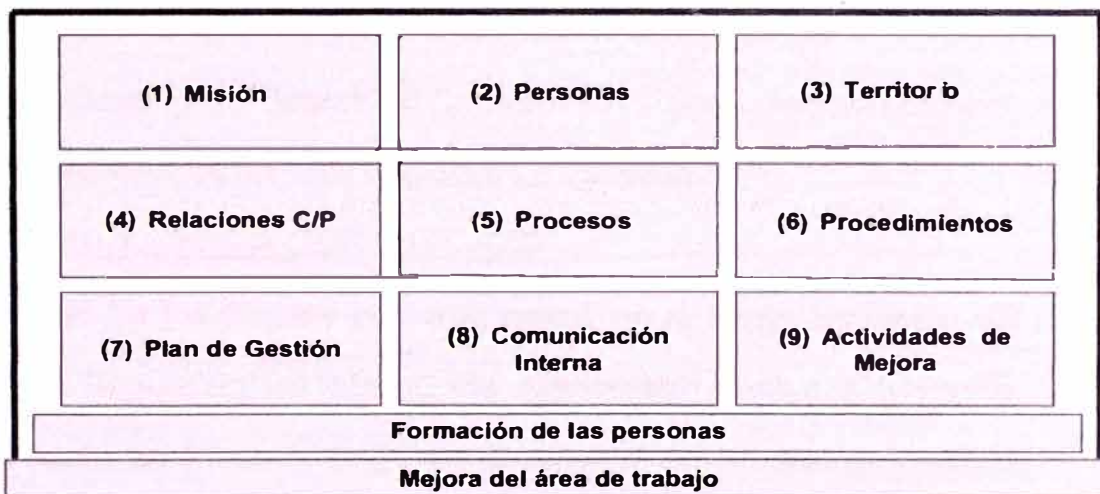 (1) Misión
(2) Personas
(3) Territorio
(4) Relaciones C/P
(5) Procesos
(6) Procedimientos
(7) Plan de Gestión
(8) Comunicación
Interna
(9) Actividades de
Mejora
Formación de las personas
Mejora del área de trabajo